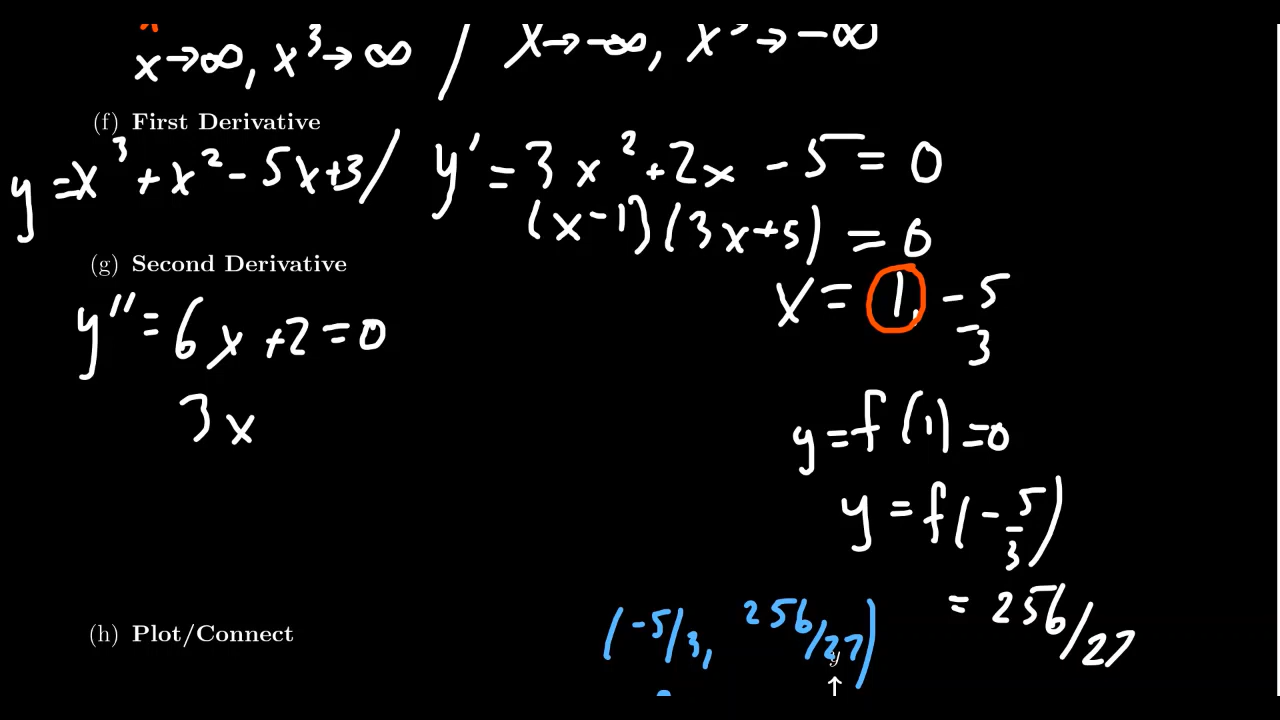 x→∞, x³→∞ / x→-∞, x³→-∞
(f) First Derivative
y=x³+x²-5x+3/ y'=3x²+2x-5=0
(x-1)(3x+5)=0
(g) Second Derivative
x=1,-5/3
y''=6x+2=0
3x
y=f(1)=0
y=f(-5/3)
=256/27
(h) Plot/Connect
(-5/3, 256/27)
y
↑